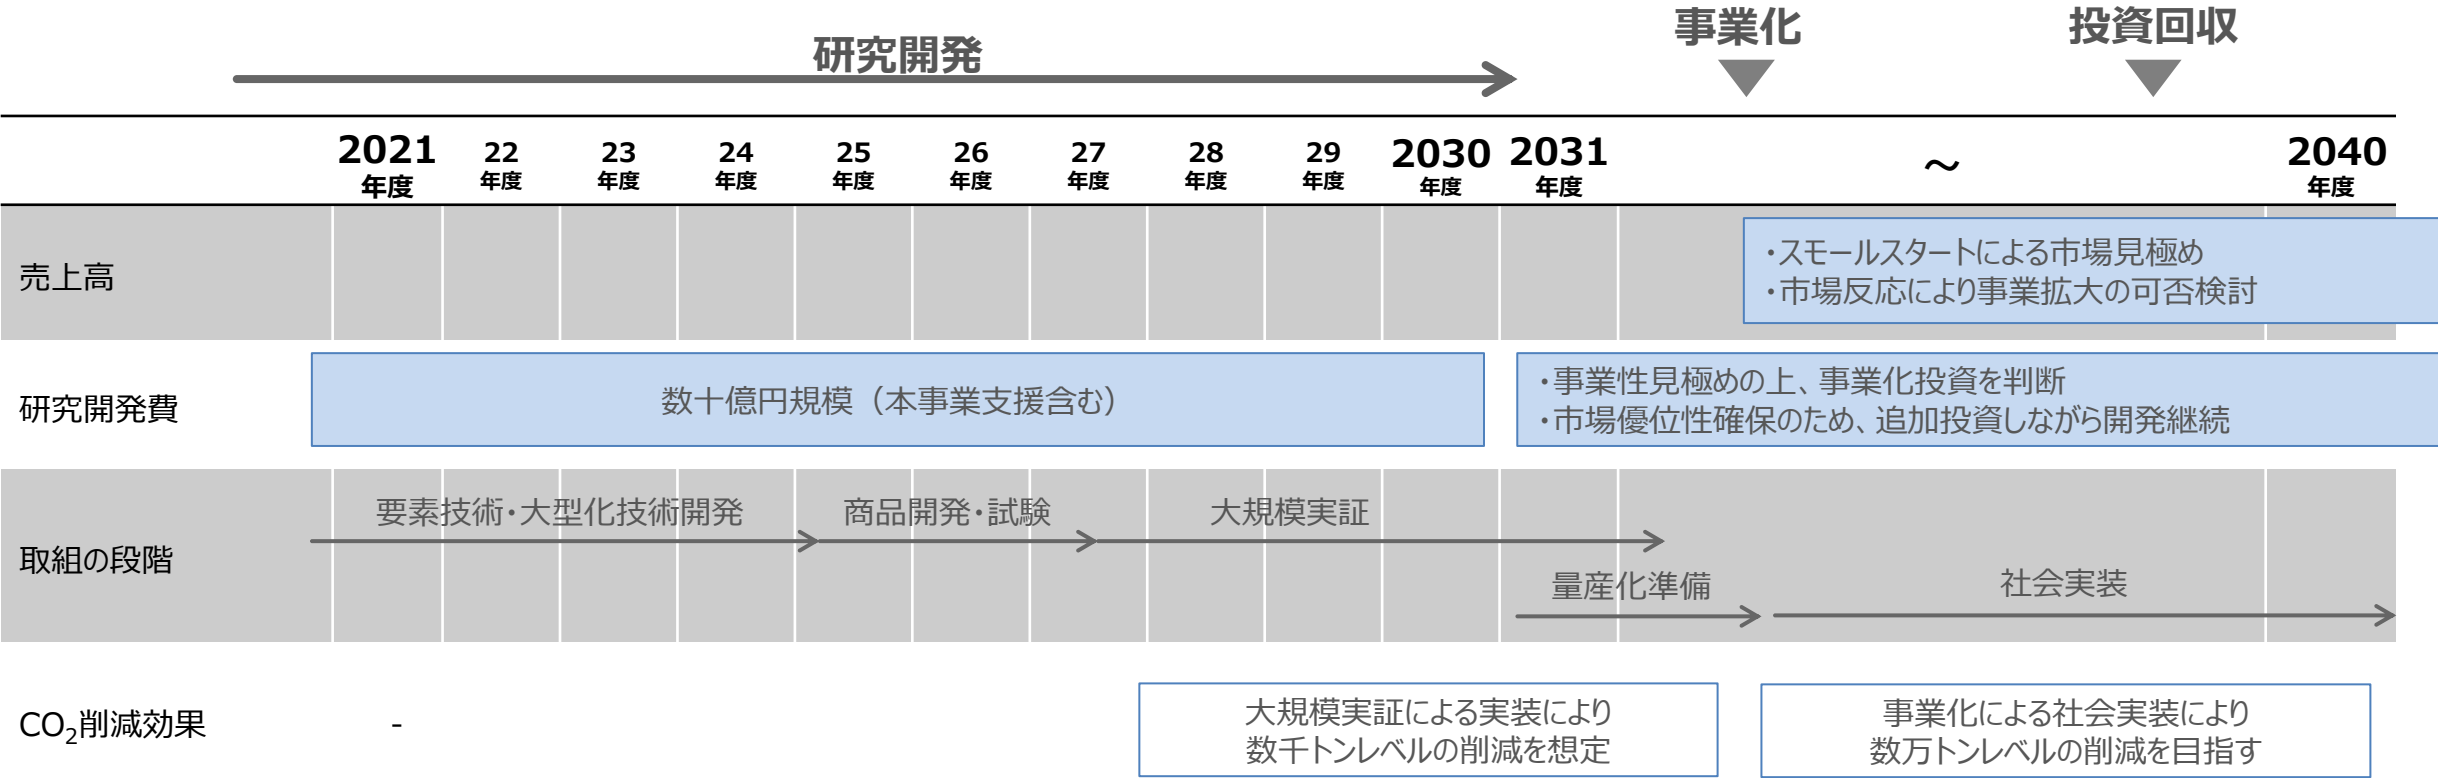 研究開発
事業化
投資回収
2021
年度
22
年度
23
年度
24
年度
25
年度
26
年度
27
年度
28
年度
29
年度
2030
年度
2031
年度
～
2040
年度
売上高
・スモールスタートによる市場見極め
・市場反応により事業拡大の可否検討
研究開発費
数十億円規模（本事業支援含む）
・事業性見極めの上、事業化投資を判断
・市場優位性確保のため、追加投資しながら開発継続
取組の段階
要素技術・大型化技術開発
商品開発・試験
大規模実証
量産化準備
社会実装
CO2削減効果
-
大規模実証による実装により
数千トンレベルの削減を想定
事業化による社会実装により
数万トンレベルの削減を目指す